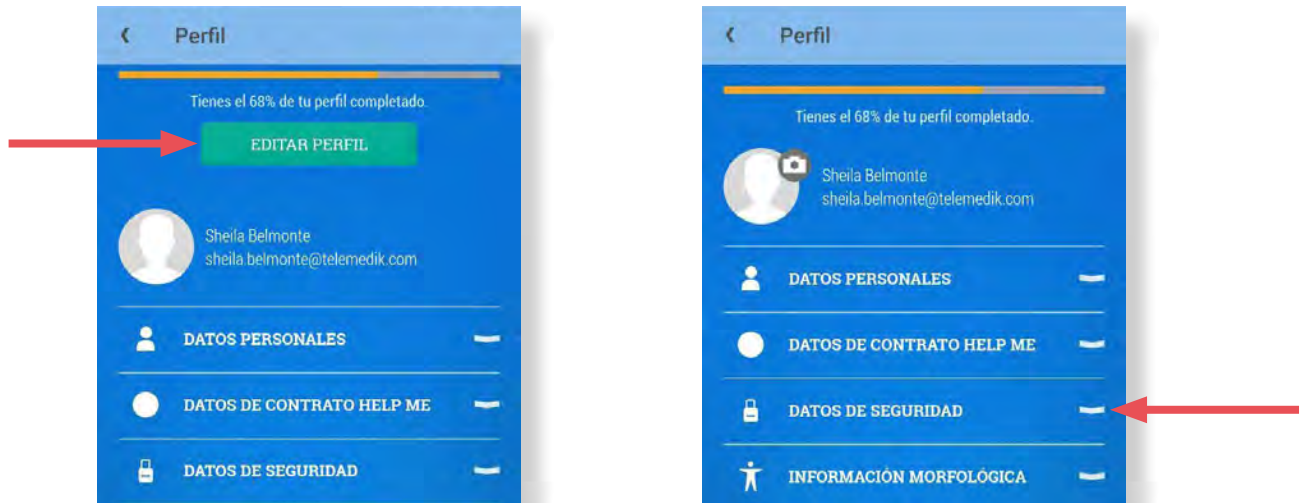 Perfil
Tienes el 68% de tu perfil completado.
EDITAR PERFIL
Sheila Belmonte
sheila.belmonte@telemedik.com
DATOS PERSONALES
DATOS DE CONTRATO HELP ME
DATOS DE SEGURIDAD
Perfil
Tienes el 68% de tu perfil completado.
Sheila Belmonte
sheila.belmonte@telemedik.com
DATOS PERSONALES
DATOS DE CONTRATO HELP ME
DATOS DE SEGURIDAD
INFORMACIÓN MORFOLÓGICA